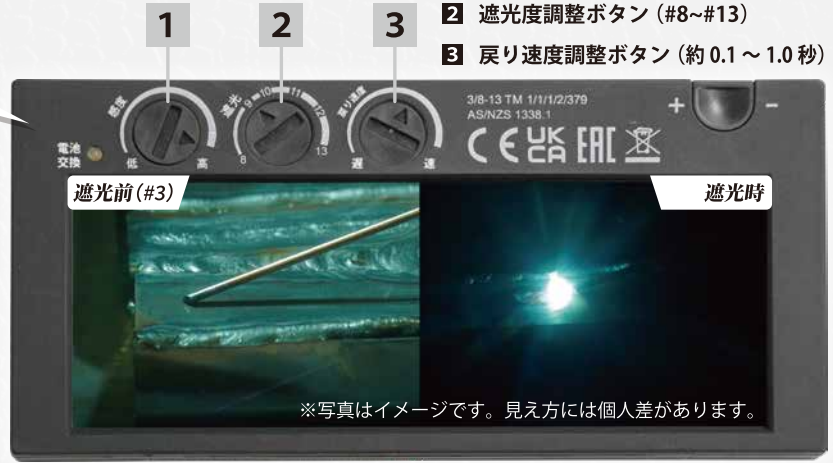 1 2 3
2 遮光度調整ボタン（#8~#13）
3 戻り速度調整ボタン（約 0.1 ～ 1.0 秒）
感度
低 高
遮光
8 9 10 11 12 13
戻り速度
遅 速
3/8-13 TM 1/1/1/2/379
AS/NZS 1338.1
CE UK CA EAC
+ -
電池
交換
遮光前(#3)
遮光時
※写真はイメージです。見え方には個人差があります。